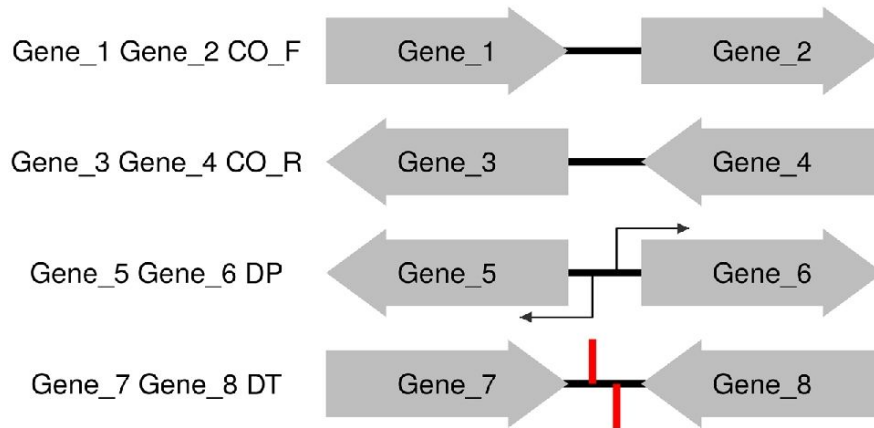 Gene_1 Gene_2 CO_F Gene_1 Gene_2
Gene_3 Gene_4 CO_R Gene_3 Gene_4
Gene_5 Gene_6 DP Gene_5 Gene_6
Gene_7 Gene_8 DT Gene_7 Gene_8